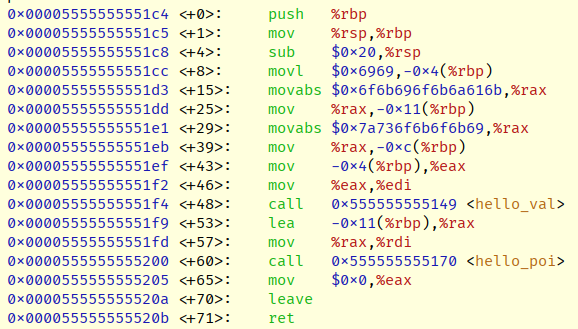 0x00005555555551c4 <+0>: push %rbp
0x00005555555551c5 <+1>: mov %rsp,%rbp
0x00005555555551c8 <+4>: sub $0x20,%rsp
0x00005555555551cc <+8>: movl $0x6969,-0x4(%rbp)
0x00005555555551d3 <+15>: movabs $0x6f6b696f6b6a616b,%rax
0x00005555555551dd <+25>: mov %rax,-0x11(%rbp)
0x00005555555551e1 <+29>: movabs $0x7a736f6b6f6b69,%rax
0x00005555555551eb <+39>: mov %rax,-0xc(%rbp)
0x00005555555551ef <+43>: mov -0x4(%rbp),%eax
0x00005555555551f2 <+46>: mov %eax,%edi
0x00005555555551f4 <+48>: call 0x555555555149 <hello_val>
0x00005555555551f9 <+53>: lea -0x11(%rbp),%rax
0x00005555555551fd <+57>: mov %rax,%rdi
0x0000555555555200 <+60>: call 0x555555555170 <hello_poi>
0x0000555555555205 <+65>: mov $0x0,%eax
0x000055555555520a <+70>: leave
0x000055555555520b <+71>: ret